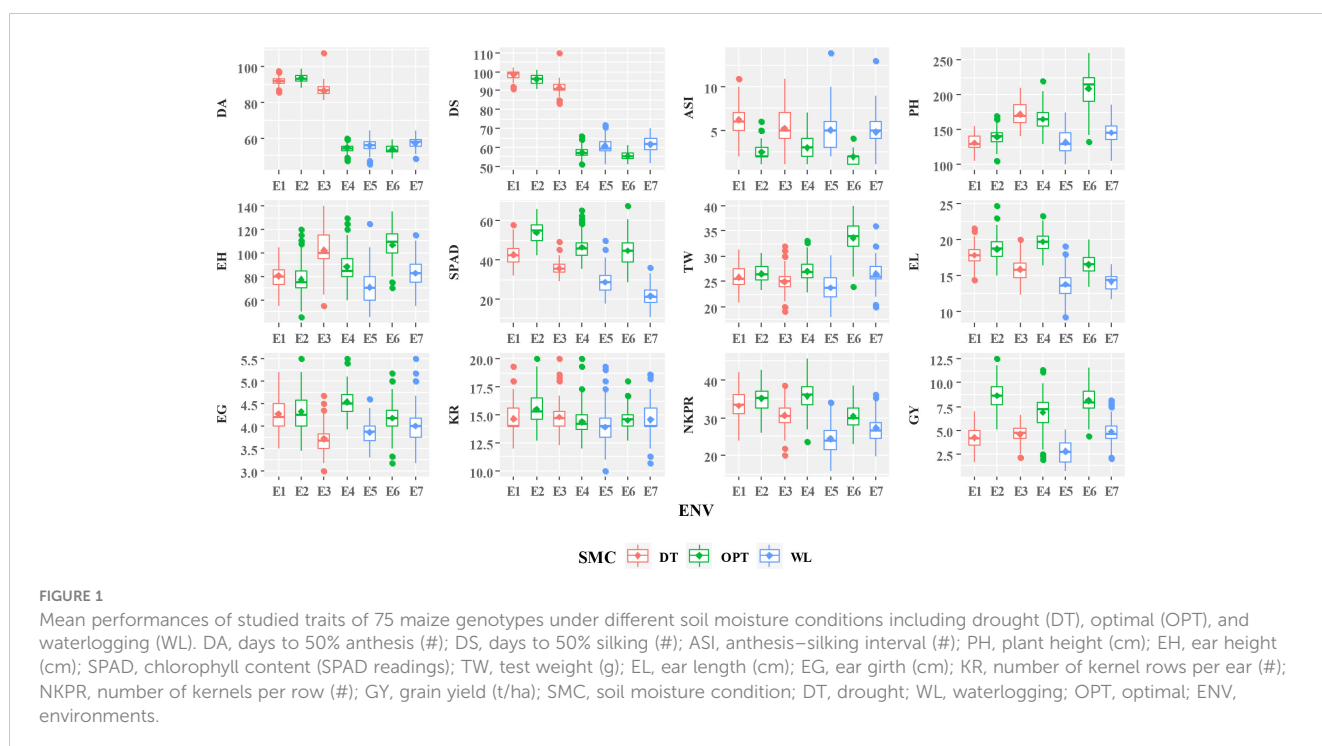 DA
100
80
60
E1 E2 E3 E4 E5 E6 E7
DS
110
100
90
80
70
60
50
E1 E2 E3 E4 E5 E6 E7
ASI
10
5
E1 E2 E3 E4 E5 E6 E7
PH
250
200
150
100
E1 E2 E3 E4 E5 E6 E7
EH
140
120
100
80
60
E1 E2 E3 E4 E5 E6 E7
SPAD
60
40
20
E1 E2 E3 E4 E5 E6 E7
TW
40
35
30
25
20
E1 E2 E3 E4 E5 E6 E7
EL
25
20
15
10
E1 E2 E3 E4 E5 E6 E7
EG
5.5
5.0
4.5
4.0
3.5
3.0
E1 E2 E3 E4 E5 E6 E7
KR
20.0
17.5
15.0
12.5
10.0
E1 E2 E3 E4 E5 E6 E7
NKPR
40
30
20
E1 E2 E3 E4 E5 E6 E7
GY
12.5
10.0
7.5
5.0
2.5
E1 E2 E3 E4 E5 E6 E7
ENV
SMC DT OPT WL
FIGURE 1
Mean performances of studied traits of 75 maize genotypes under different soil moisture conditions including drought (DT), optimal (OPT), and
waterlogging (WL). DA, days to 50% anthesis (#); DS, days to 50% silking (#); ASI, anthesis–silking interval (#); PH, plant height (cm); EH, ear height
(cm); SPAD, chlorophyll content (SPAD readings); TW, test weight (g); EL, ear length (cm); EG, ear girth (cm); KR, number of kernel rows per ear (#);
NKPR, number of kernels per row (#); GY, grain yield (t/ha); SMC, soil moisture condition; DT, drought; WL, waterlogging; OPT, optimal; ENV,
environments.